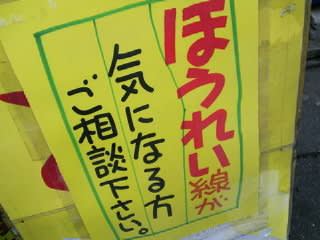 ほうれい線が
気になる方
ご相談下さい。